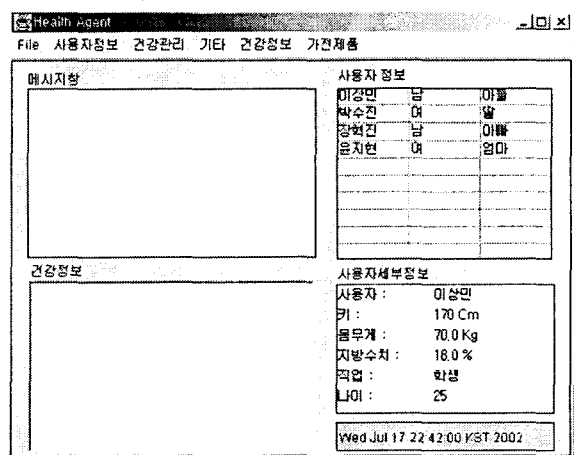 Health Agent
File 사용자정보 건강관리 기타 건강정보 가전제품
메시지창
사용자 정보
이상민 남 아들
박수진 여 딸
장혁진 남 아빠
윤지현 여 엄마
건강정보
사용자세부정보
사용자 : 이상민
키 : 170 Cm
몸무게 : 70.0 Kg
지방수치 : 18.0 %
직업 : 학생
나이 : 25
Wed Jul 17 22:42:00 KST 2002